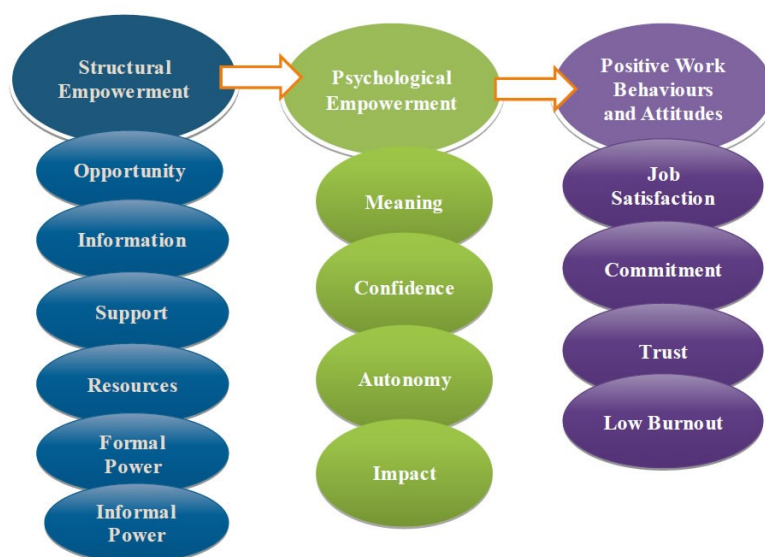 Structural
Empowerment
Opportunity
Information
Support
Resources
Formal
Power
Informal
Power
Psychological
Empowerment
Meaning
Confidence
Autonomy
Impact
Positive Work
Behaviours
and Attitudes
Job
Satisfaction
Commitment
Trust
Low Burnout